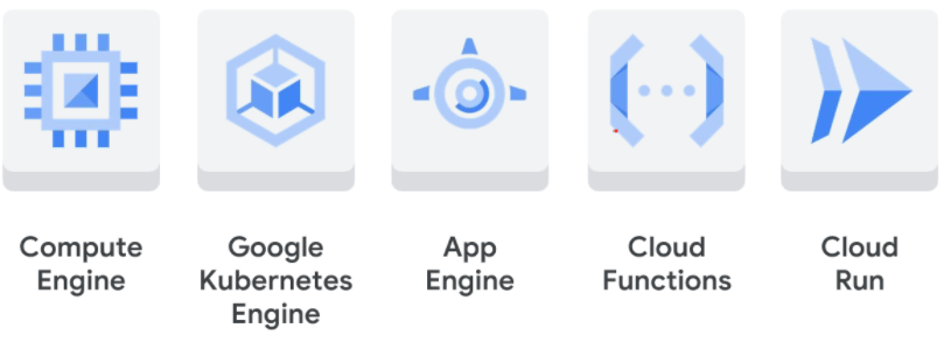 Compute
Engine
Google
Kubernetes
Engine
App
Engine
Cloud
Functions
Cloud
Run